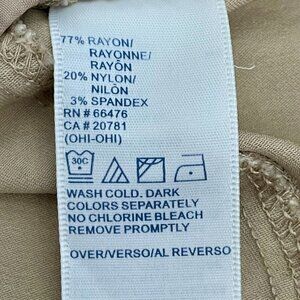 77% RAYON/
RAYONNE/
RAYÓN
20% NYLON/
NILÓN
3% SPANDEX
RN # 66476
CA # 20781
(OHI-OHI)
30C
WASH COLD. DARK
COLORS SEPARATELY
NO CHLORINE BLEACH
REMOVE PROMPTLY
OVER/VERSO/AL REVERSO